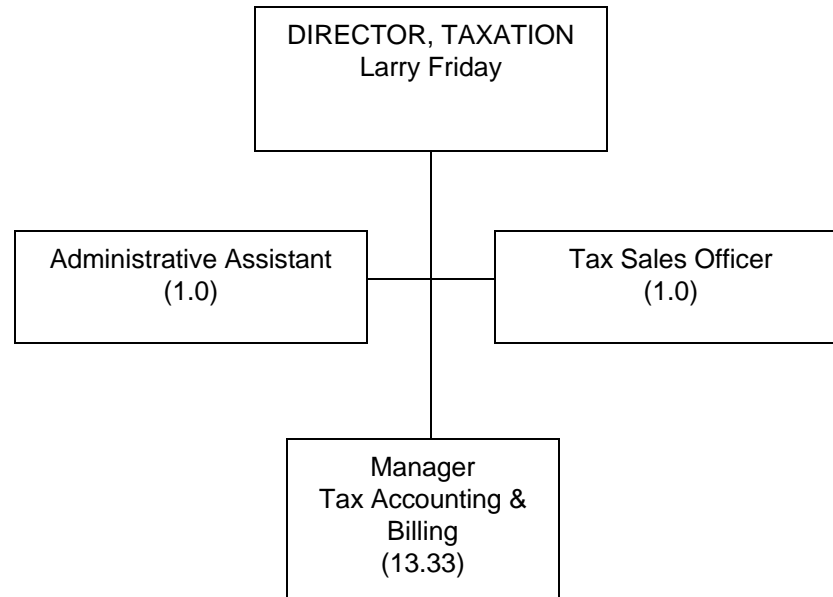 DIRECTOR, TAXATION
Larry Friday
Administrative Assistant
(1.0)
Tax Sales Officer
(1.0)
Manager
Tax Accounting &
Billing
(13.33)